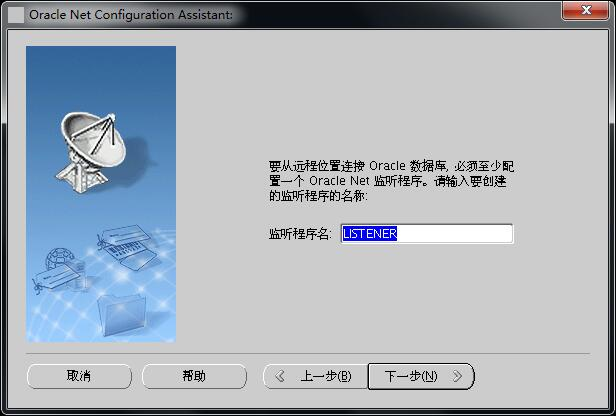 Oracle Net Configuration Assistant:
要从远程位置连接 Oracle 数据库, 必须至少配
置一个 Oracle Net 监听程序。请输入要创建
的监听程序的名称:
监听程序名: LISTENER
取消 帮助 上一步(B) 下一步(N)